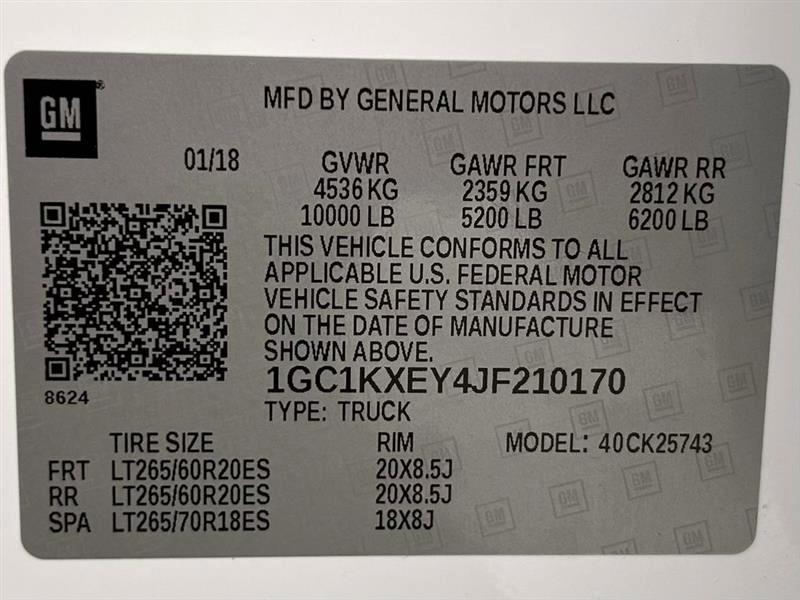 GM
MFD BY GENERAL MOTORS LLC
01/18 GVWR GAWR FRT GAWR RR
4536 KG 2359 KG 2812 KG
10000 LB 5200 LB 6200 LB
THIS VEHICLE CONFORMS TO ALL
APPLICABLE U.S. FEDERAL MOTOR
VEHICLE SAFETY STANDARDS IN EFFECT
ON THE DATE OF MANUFACTURE
SHOWN ABOVE.
1GC1KXEY4JF210170
8624
TYPE: TRUCK
TIRE SIZE RIM MODEL: 40CK25743
FRT LT265/60R20ES 20X8.5J
RR LT265/60R20ES 20X8.5J
SPA LT265/70R18ES 18X8J